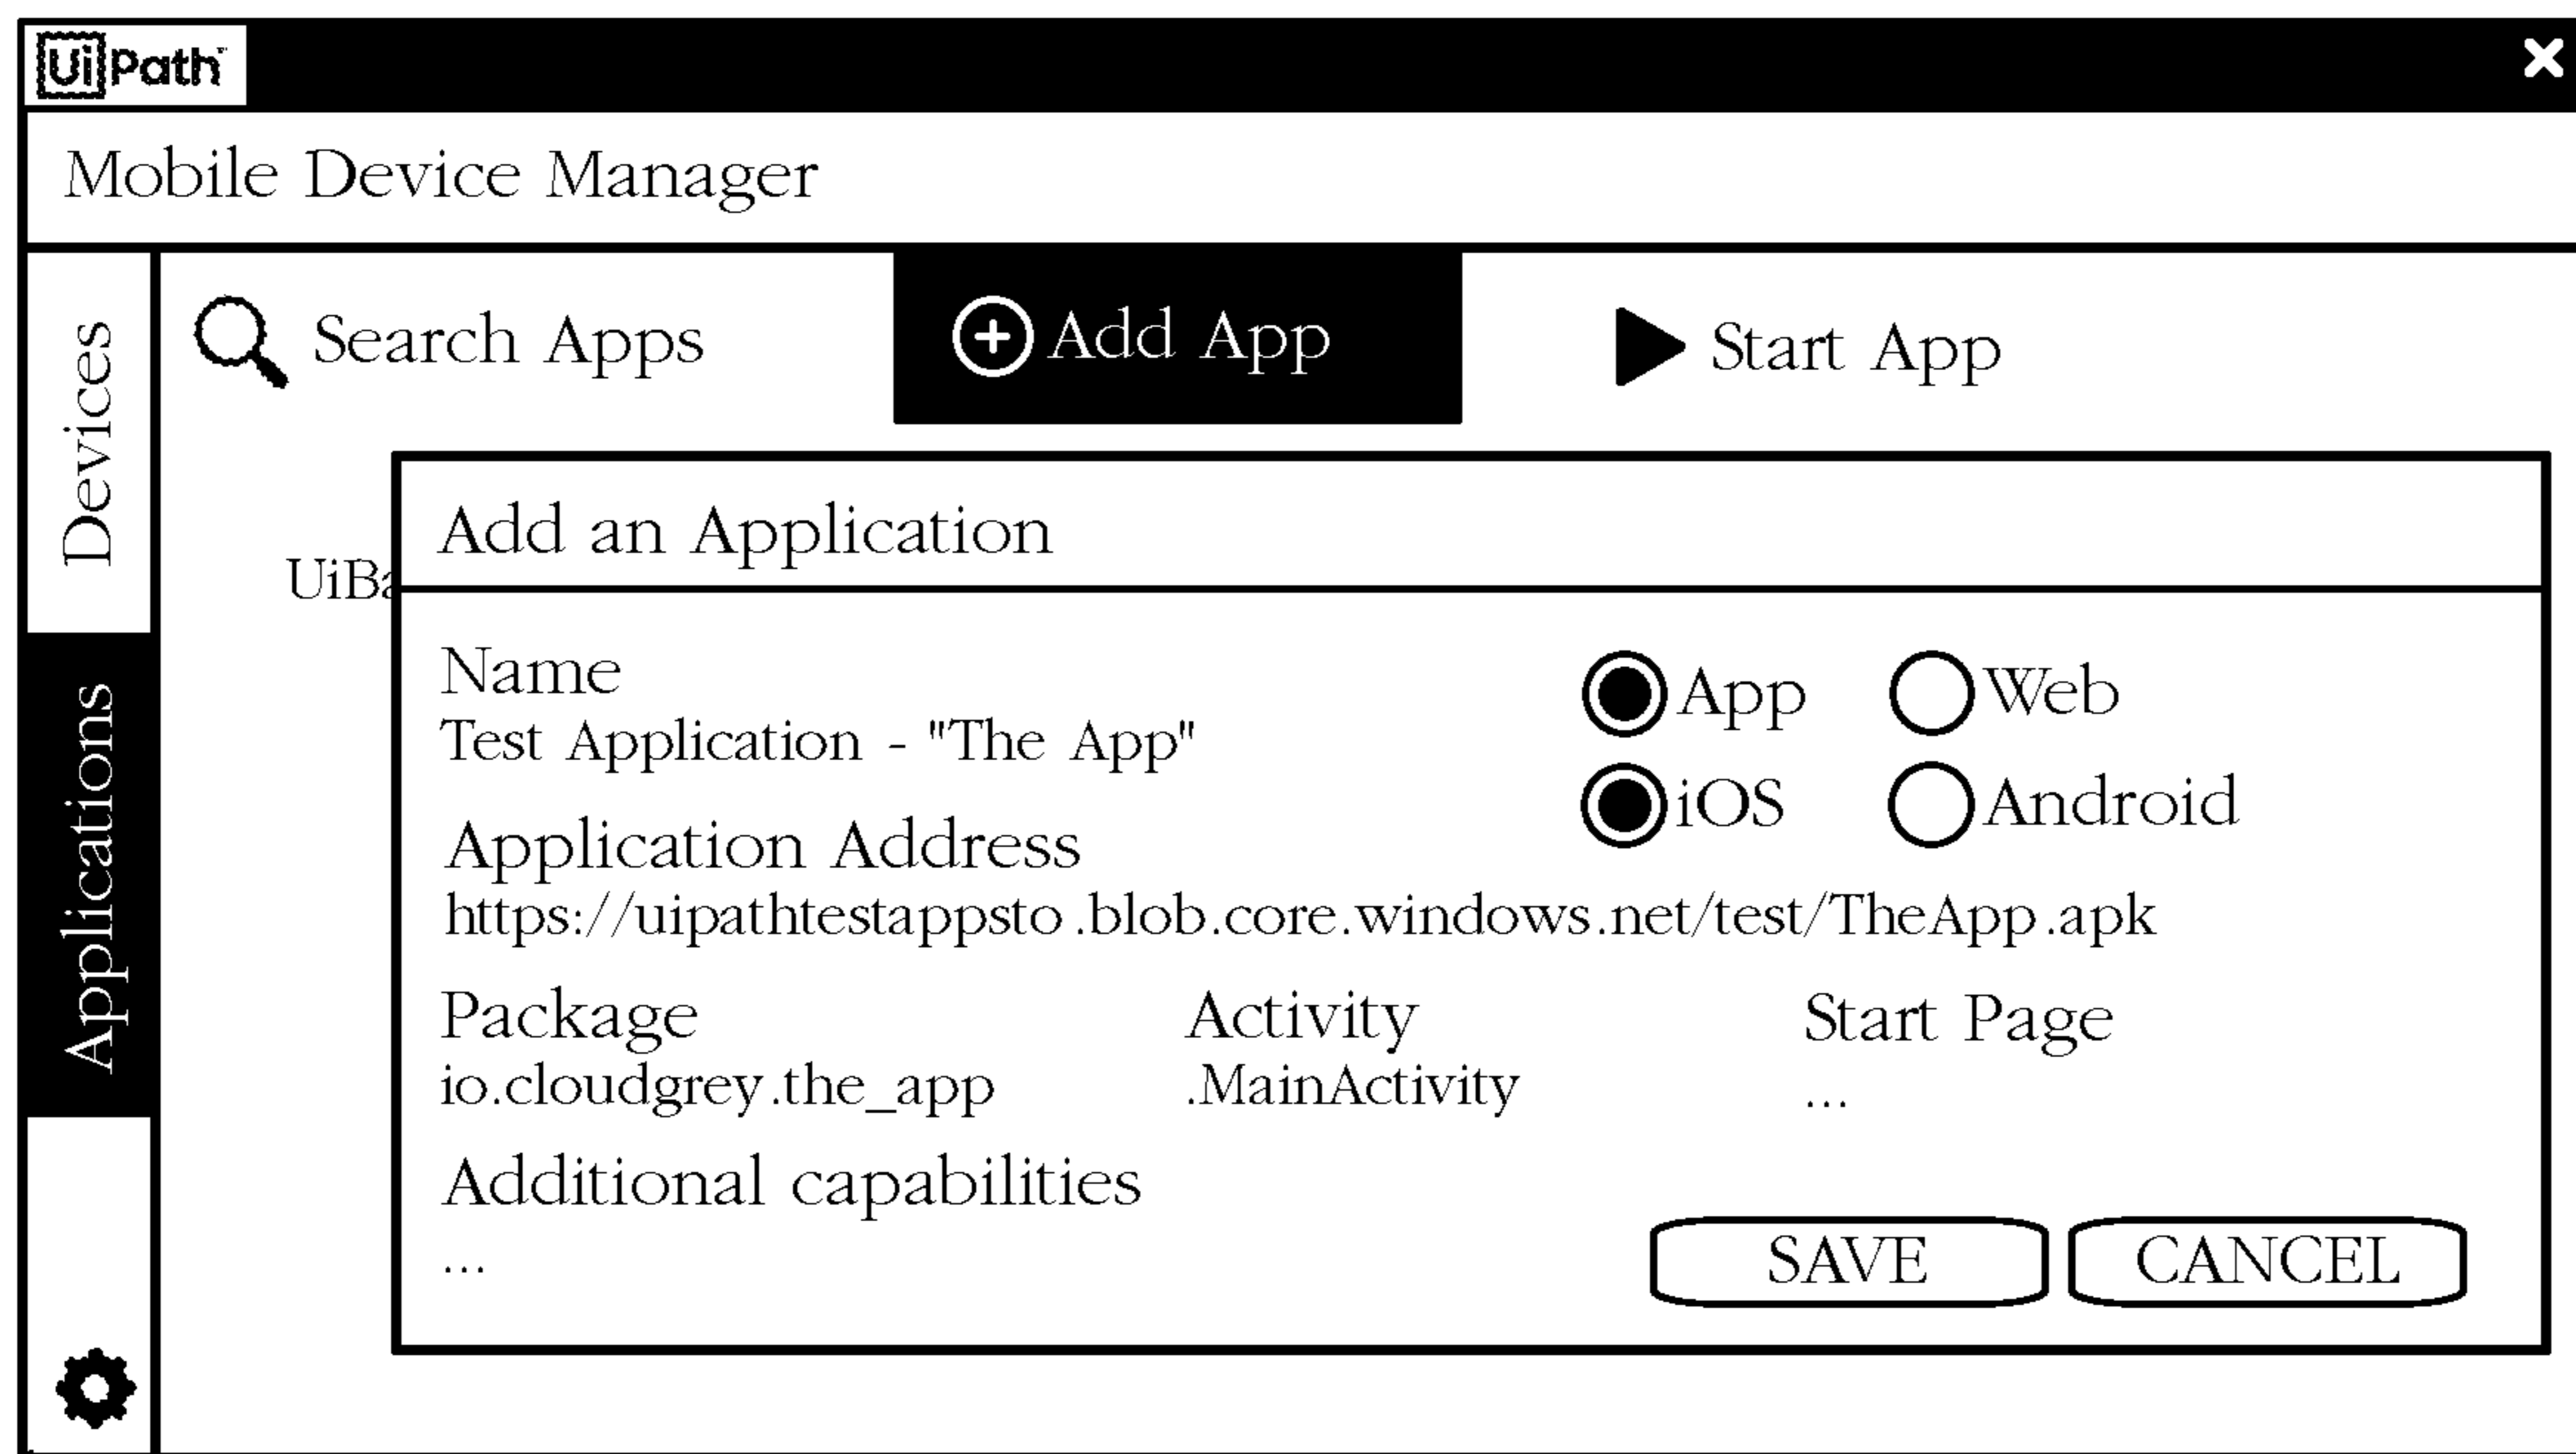 UiPath™
Mobile Device Manager
Devices
Applications
Search Apps
Add App
Start App
Add an Application
Name
Test Application - "The App"
App Web
iOS Android
Application Address
https://uipathtestappsto.blob.core.windows.net/test/TheApp.apk
Package Activity Start Page
io.cloudgrey.the_app .MainActivity ...
Additional capabilities
...
SAVE CANCEL